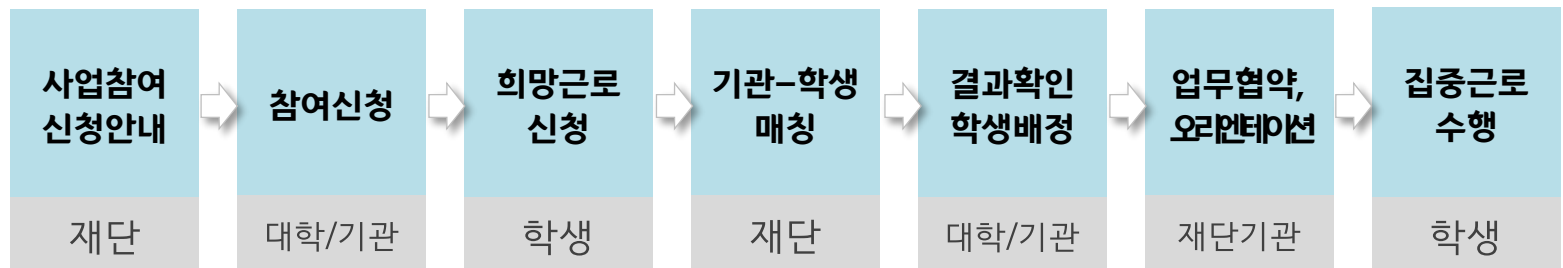 사업참여
신청안내
재단
참여신청
대학/기관
희망근로
신청
학생
기관-학생
매칭
재단
결과확인
학생배정
대학/기관
업무협약,
오리엔테이션
재단기관
집중근로
수행
학생